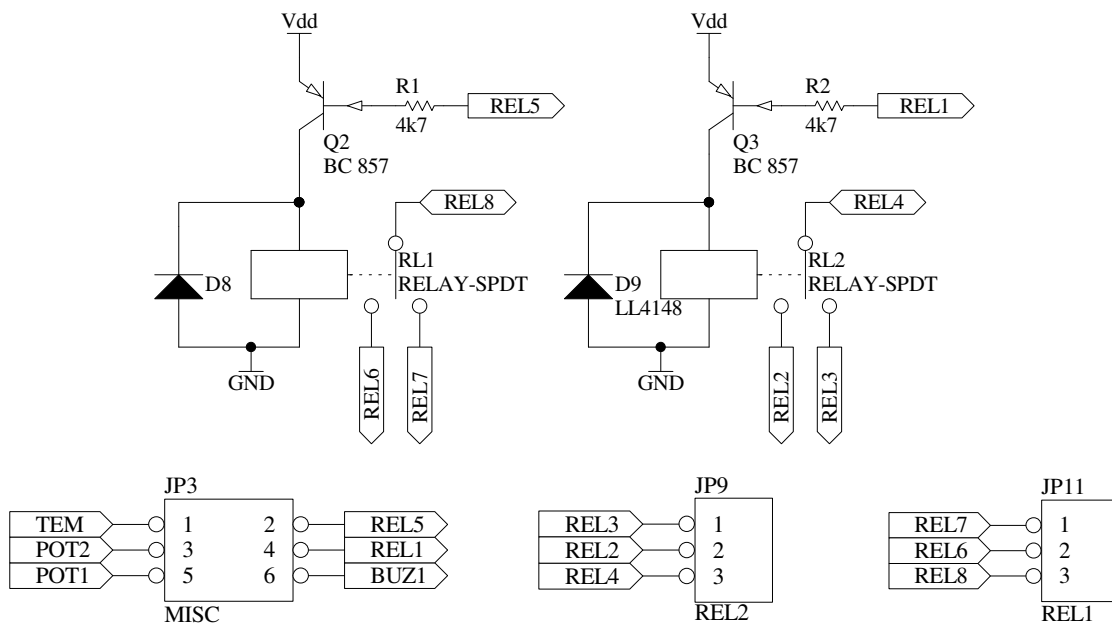 Vdd
R1
REL5
4k7
Q2
BC 857
REL8
RL1
RELAY-SPDT
D8
GND
REL6
REL7
Vdd
R2
REL1
4k7
Q3
BC 857
REL4
RL2
RELAY-SPDT
D9
LL4148
GND
REL2
REL3
JP3
TEM 1 2 REL5
POT2 3 4 REL1
POT1 5 6 BUZ1
MISC
JP9
REL3 1
REL2 2
REL4 3
REL2
JP11
REL7 1
REL6 2
REL8 3
REL1